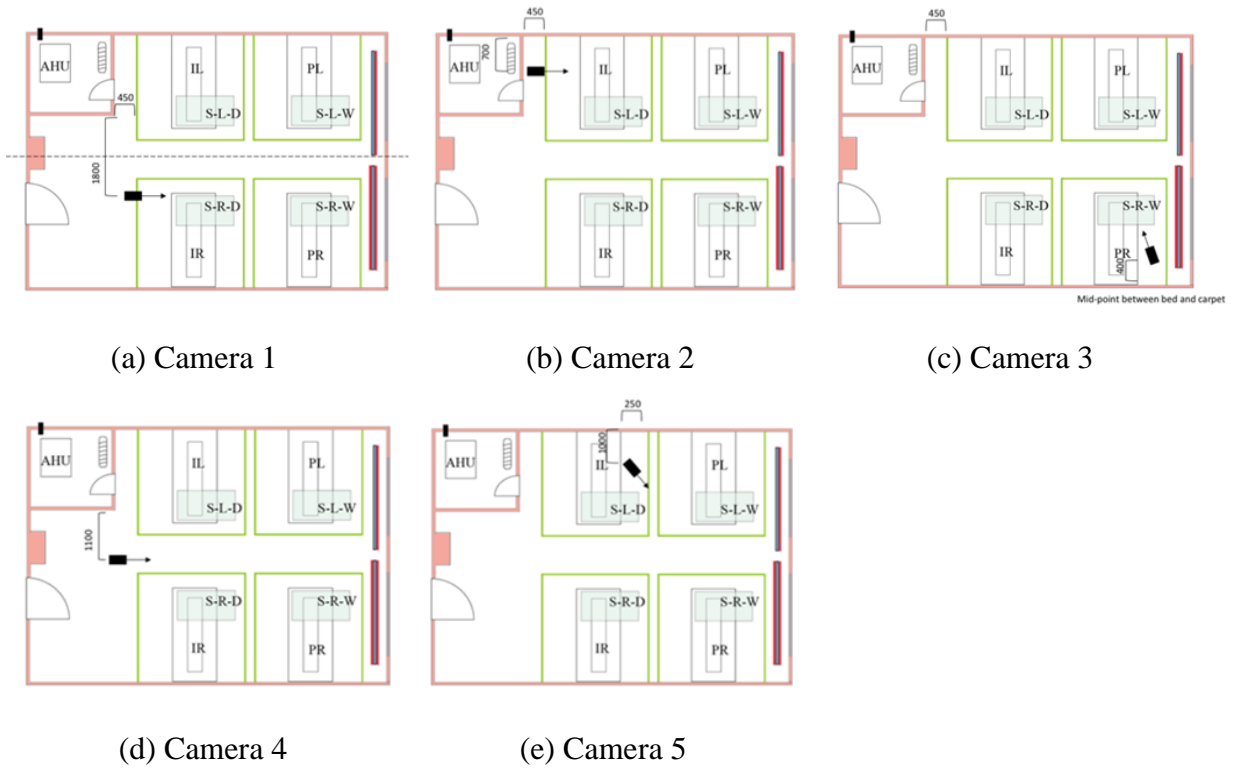 450
AHU
IL
PL
S-L-D
S-L-W
1800
S-R-D
S-R-W
IR
PR
(a) Camera 1
450
700
AHU
IL
PL
S-L-D
S-L-W
S-R-D
S-R-W
IR
PR
(b) Camera 2
450
AHU
IL
PL
S-L-D
S-L-W
S-R-D
S-R-W
IR
PR
400
Mid-point between bed and carpet
(c) Camera 3
AHU
IL
PL
S-L-D
S-L-W
1100
S-R-D
S-R-W
IR
PR
(d) Camera 4
250
1000
AHU
IL
PL
S-L-D
S-L-W
S-R-D
S-R-W
IR
PR
(e) Camera 5